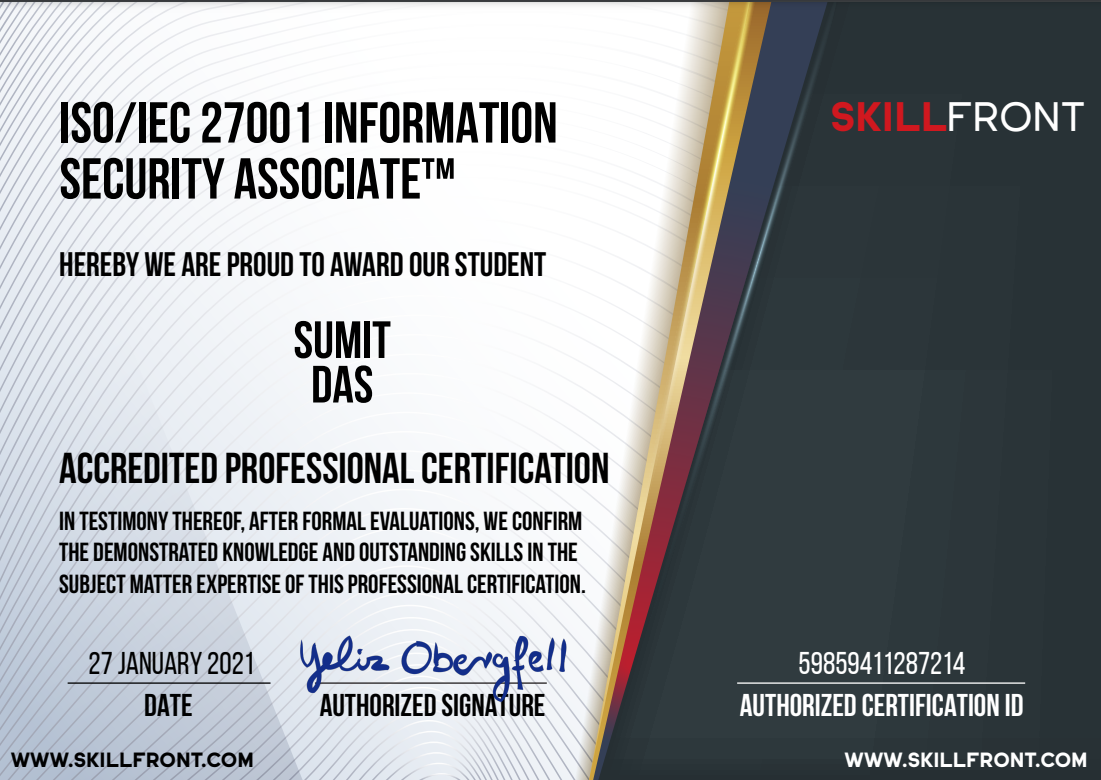 ISO/IEC 27001 INFORMATION
SECURITY ASSOCIATE™
SKILLFRONT
HEREBY WE ARE PROUD TO AWARD OUR STUDENT
SUMIT
DAS
ACCREDITED PROFESSIONAL CERTIFICATION
IN TESTIMONY THEREOF, AFTER FORMAL EVALUATIONS, WE CONFIRM
THE DEMONSTRATED KNOWLEDGE AND OUTSTANDING SKILLS IN THE
SUBJECT MATTER EXPERTISE OF THIS PROFESSIONAL CERTIFICATION.
27 JANUARY 2021
DATE
Yeliz Obergfell
AUTHORIZED SIGNATURE
59859411287214
AUTHORIZED CERTIFICATION ID
WWW.SKILLFRONT.COM
WWW.SKILLFRONT.COM